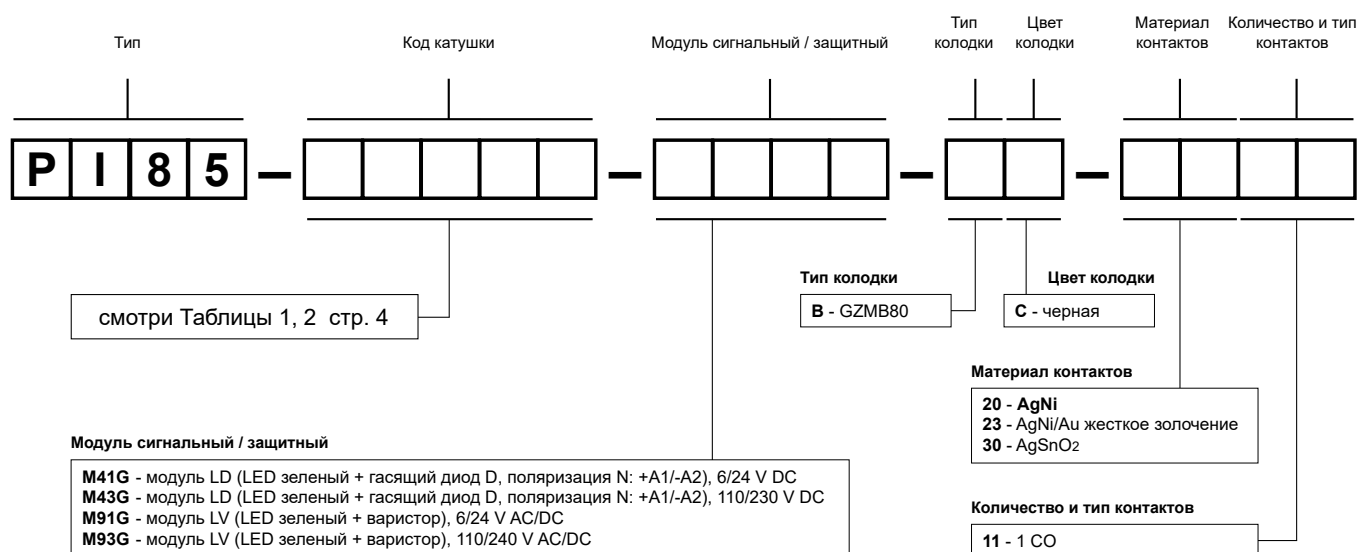 Тип
Код катушки
Модуль сигнальный / защитный
Тип
колодки
Цвет
колодки
Материал
контактов
Количество и тип
контактов
P I 8 5 – – – –
смотри Таблицы 1, 2 стр. 4
Тип колодки
B - GZMB80
Цвет колодки
C - черная
Материал контактов
20 - AgNi
23 - AgNi/Au жесткое золочение
30 - AgSnO2
Модуль сигнальный / защитный
M41G - модуль LD (LED зеленый + гасящий диод D, поляризация N: +A1/-A2), 6/24 V DC
M43G - модуль LD (LED зеленый + гасящий диод D, поляризация N: +A1/-A2), 110/230 V DC
M91G - модуль LV (LED зеленый + варистор), 6/24 V AC/DC
M93G - модуль LV (LED зеленый + варистор), 110/240 V AC/DC
Количество и тип контактов
11 - 1 CO